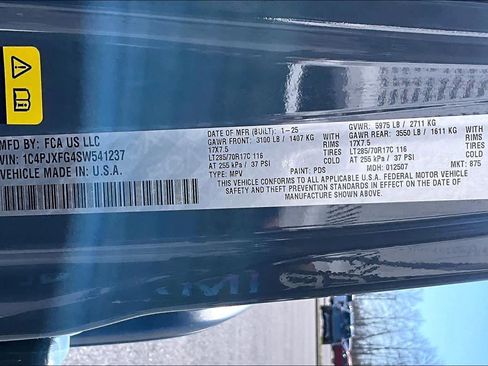 MFD BY: FCA US LLC
VIN: 1C4PJXFG4SW541237
VEHICLE MADE IN U.S.A.
DATE OF MFR (BUILT): 1-25
GAWR FRONT: 3100 LB / 1407 KG WITH
17X7.5 RIMS
LT285/70R17C 116 TIRES
AT 255 kPa / 37 PSI COLD
TYPE: MPV PAINT: PDS
GVWR: 5975 LB / 2711 KG
GAWR REAR: 3550 LB / 1611 KG WITH
17X7.5 RIMS
LT285/70R17C 116 TIRES
AT 255 kPa / 37 PSI COLD
MDH: 012507 MKT: 875
THIS VEHICLE CONFORMS TO ALL APPLICABLE U.S.A. FEDERAL MOTOR VEHICLE
SAFETY STANDARDS IN EFFECT ON THE DATE OF
MANUFACTURE SHOWN ABOVE.